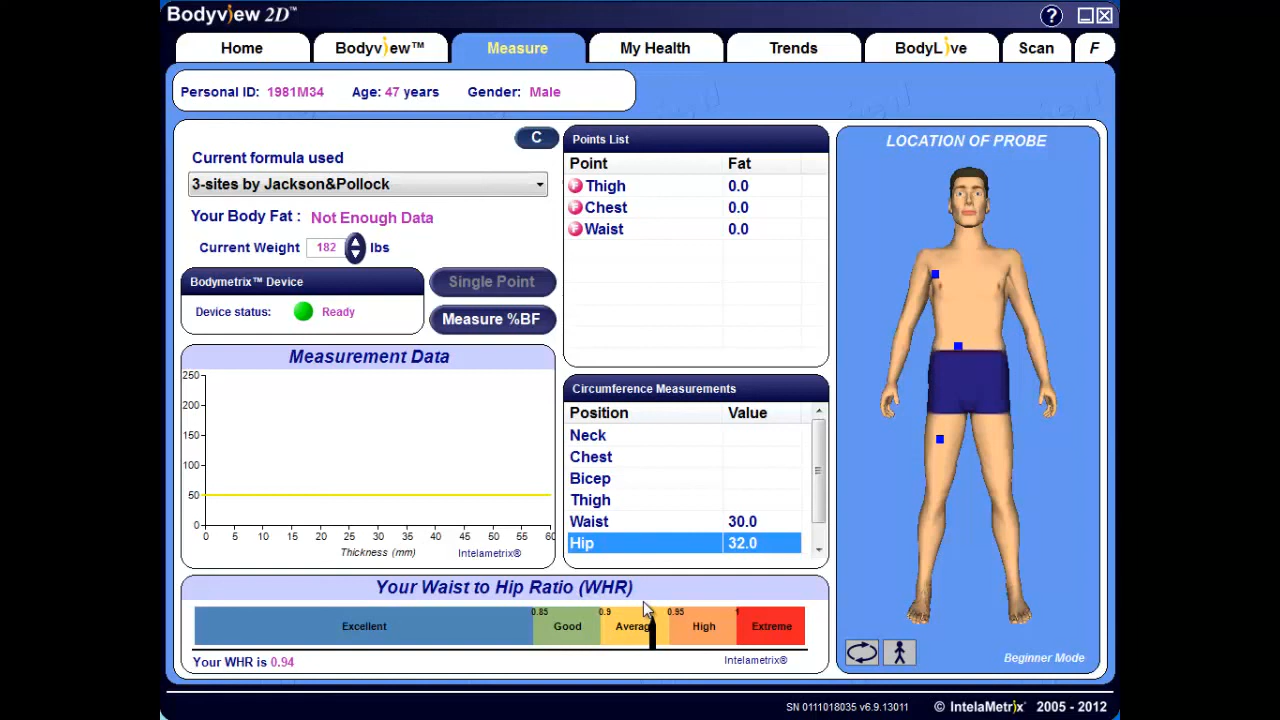 Bodyview 2D™
?
Home Bodyview™ Measure My Health Trends BodyLive Scan F
Personal ID: 1981M34 Age: 47 years Gender: Male
C
Current formula used
3-sites by Jackson&Pollock
Your Body Fat : Not Enough Data
Current Weight 182 lbs
Bodymetrix™ Device
Device status: Ready
Single Point
Measure %BF
Points List
Point Fat
F Thigh 0.0
F Chest 0.0
F Waist 0.0
Measurement Data
250
200
150
100
50
0
0 5 10 15 20 25 30 35 40 45 50 55 60
Thickness (mm) Intelametrix®
Circumference Measurements
Position Value
Neck
Chest
Bicep
Thigh
Waist 30.0
Hip 32.0
Your Waist to Hip Ratio (WHR)
0.85 0.9 0.95 1
Excellent Good Averag High Extreme
Your WHR is 0.94 Intelametrix®
LOCATION OF PROBE
Beginner Mode
SN 0111018035 v6.9.13011 © IntelaMetrix® 2005 - 2012